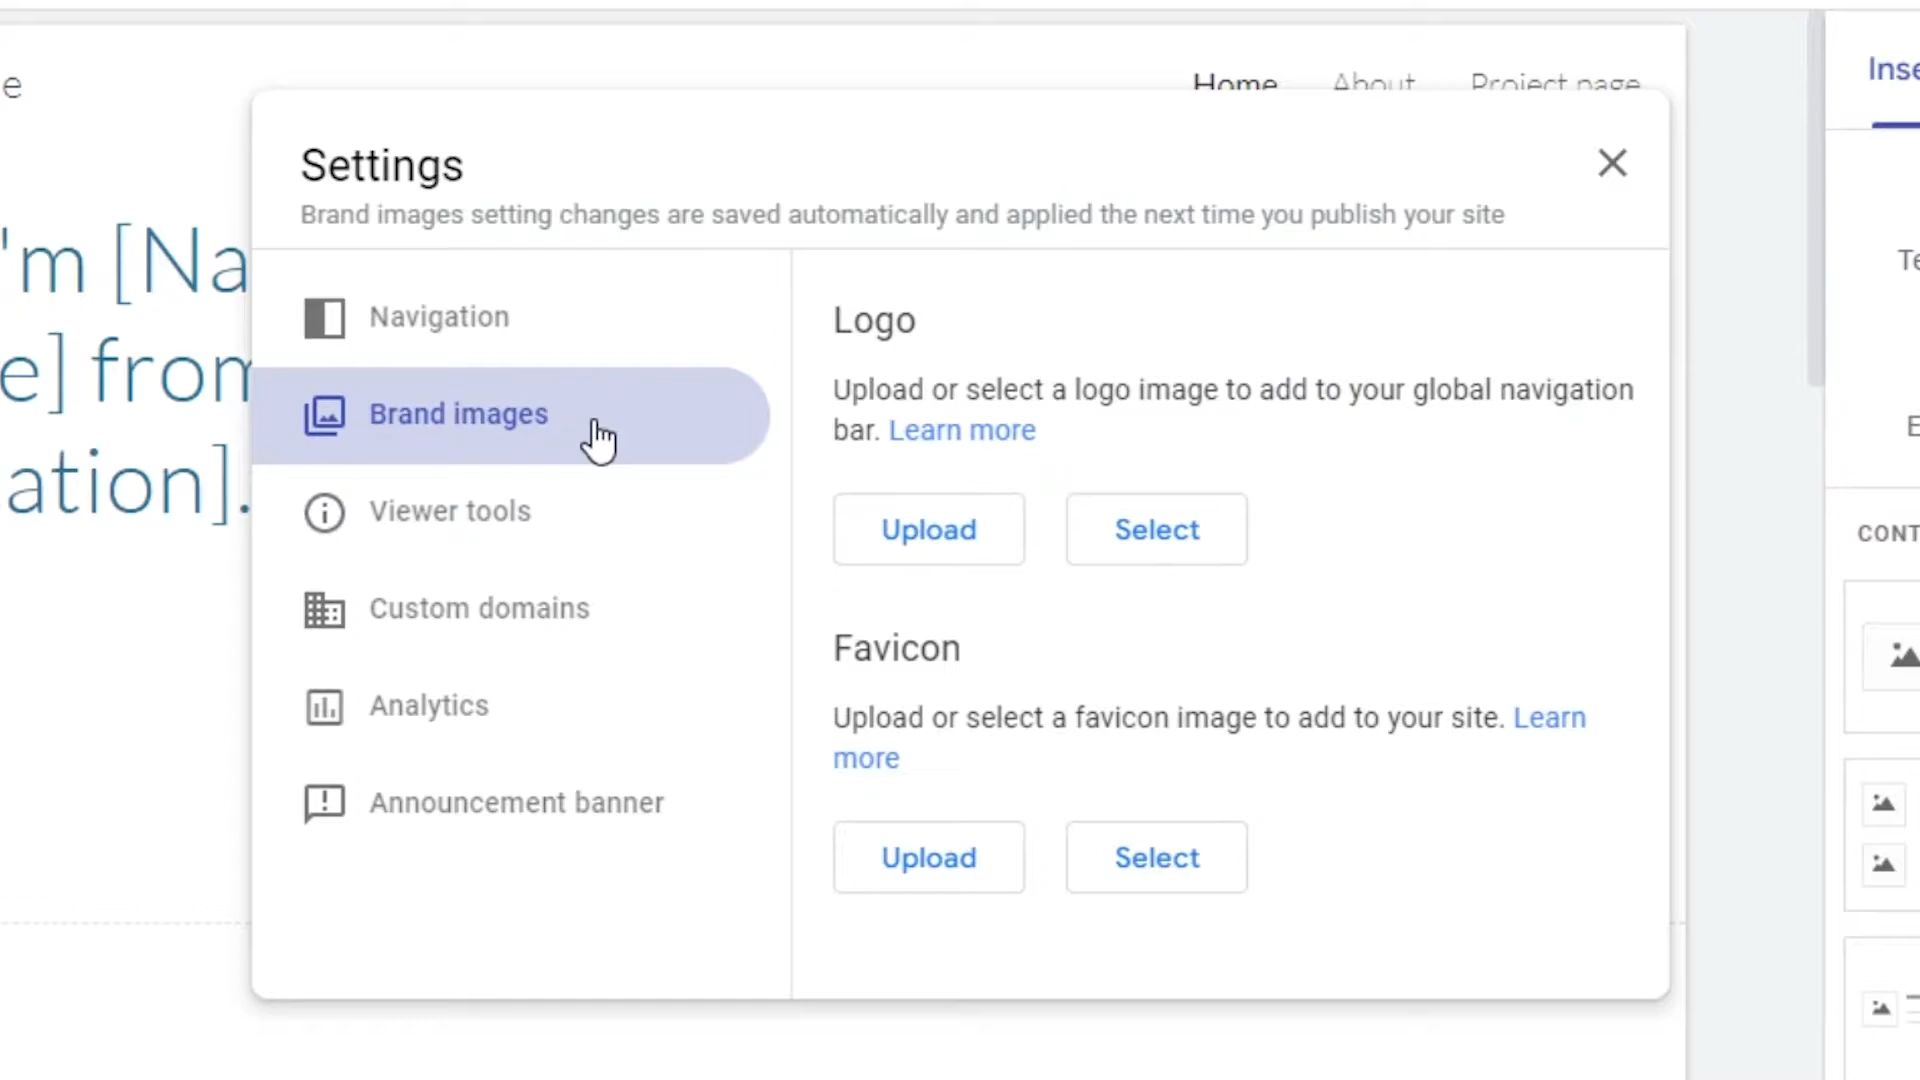 e
Home About Project page
Inse
Settings
Brand images setting changes are saved automatically and applied the next time you publish your site
'm [Na
e] from
ation].
Navigation
Brand images
Viewer tools
Custom domains
Analytics
Announcement banner
Logo
Upload or select a logo image to add to your global navigation
bar. Learn more
Upload Select
Favicon
Upload or select a favicon image to add to your site. Learn
more
Upload Select
Te
E
CONT